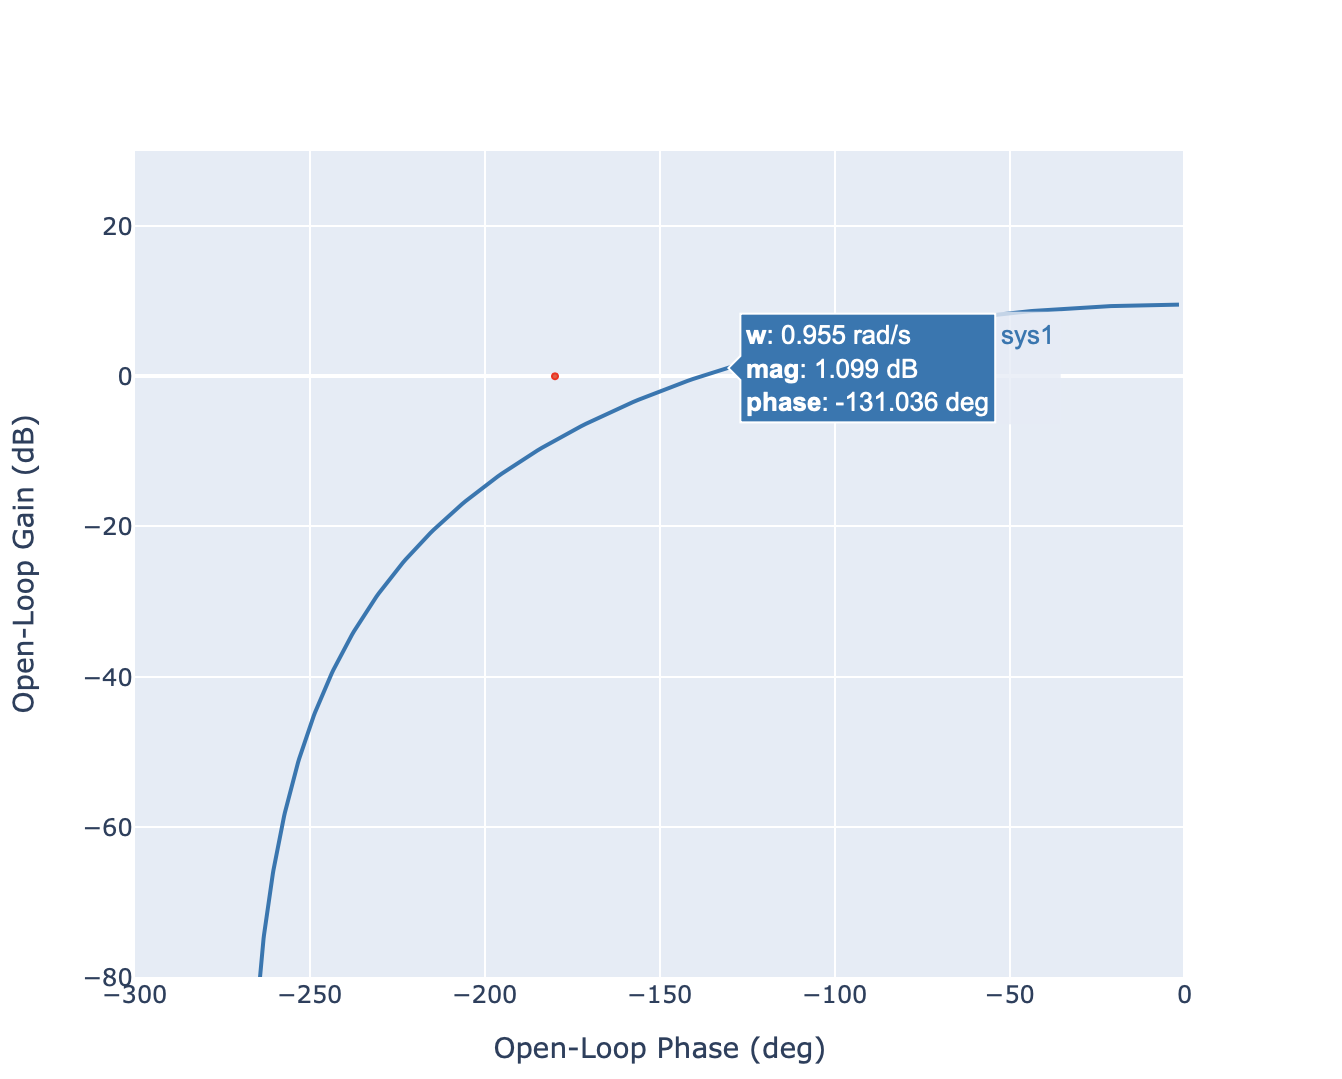 20
0
−20
−40
−60
−80
−300
−250
−200
−150
−100
−50
0
Open-Loop Phase (deg)
Open-Loop Gain (dB)
w: 0.955 rad/s
mag: 1.099 dB
phase: -131.036 deg
sys1